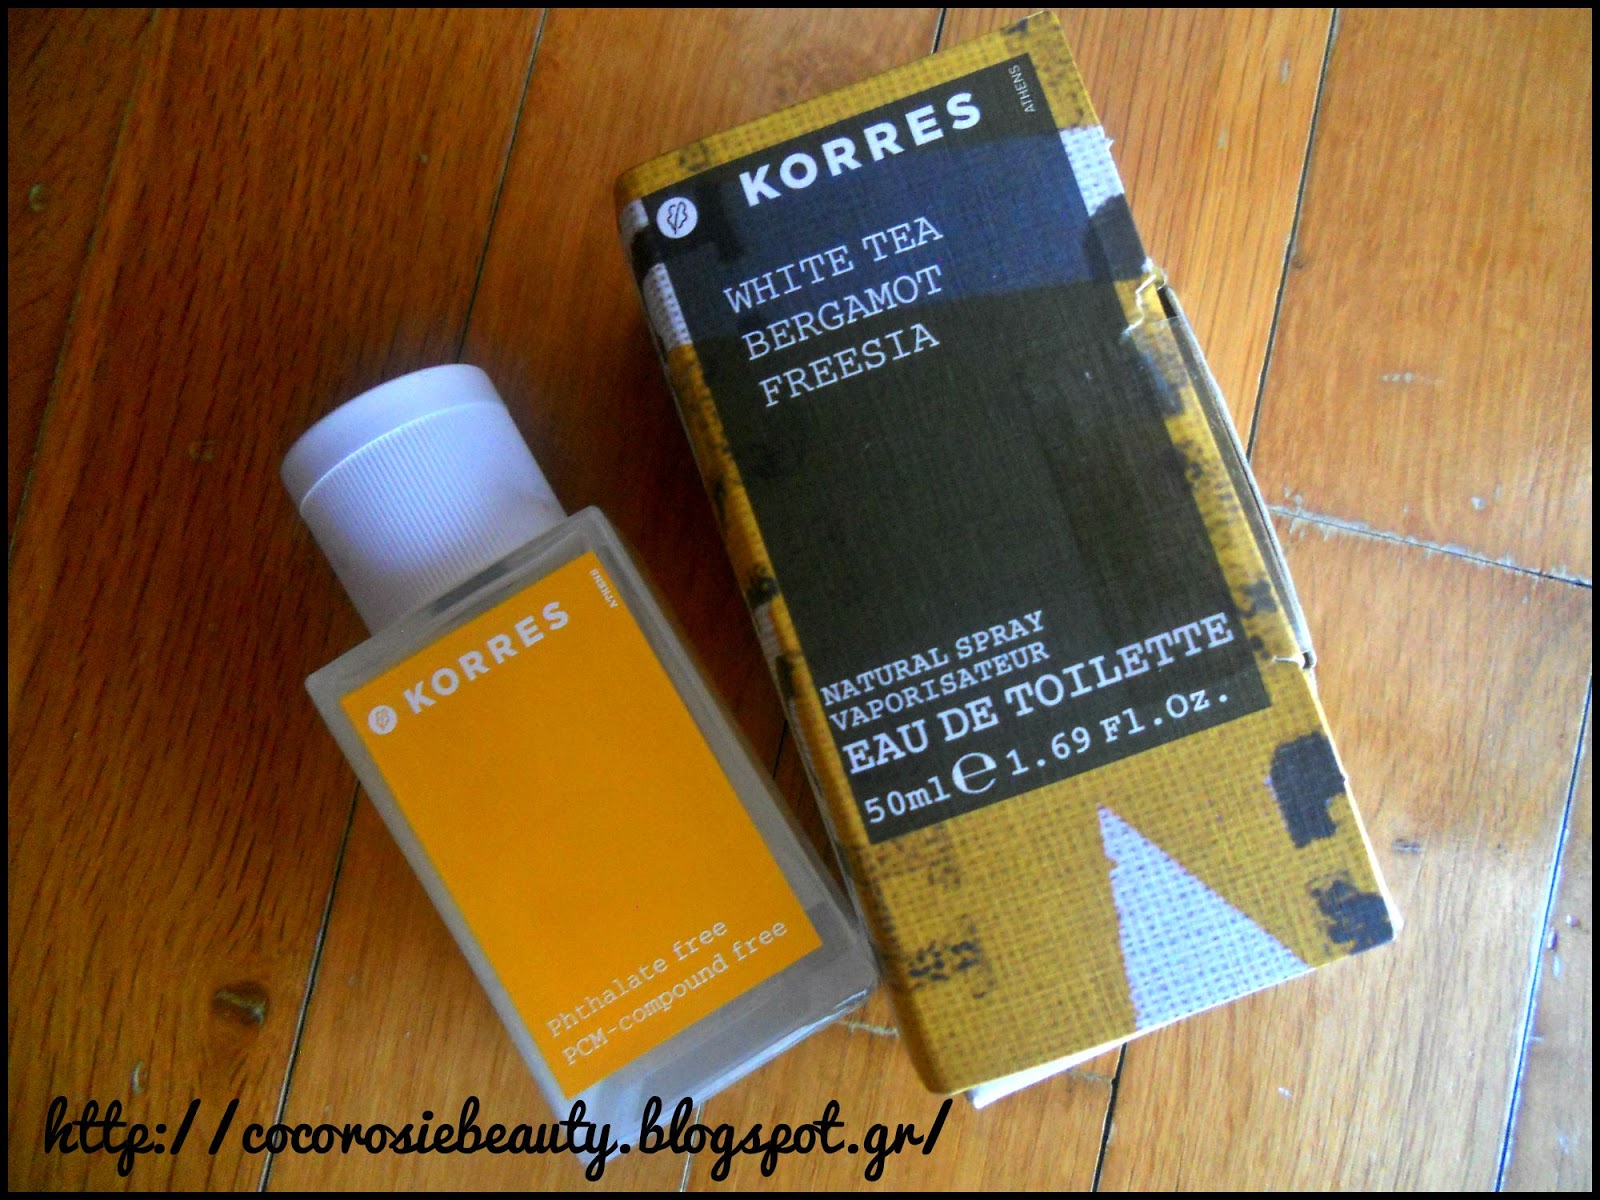 KORRES
ATHENS
WHITE TEA
BERGAMOT
FREESIA
NATURAL SPRAY
VAPORISATEUR
EAU DE TOILETTE
50ml e 1.69 Fl.Oz.
KORRES
ATHENS
Phthalate free
PCM-compound free
http://cocorosiebeauty.blogspot.gr/